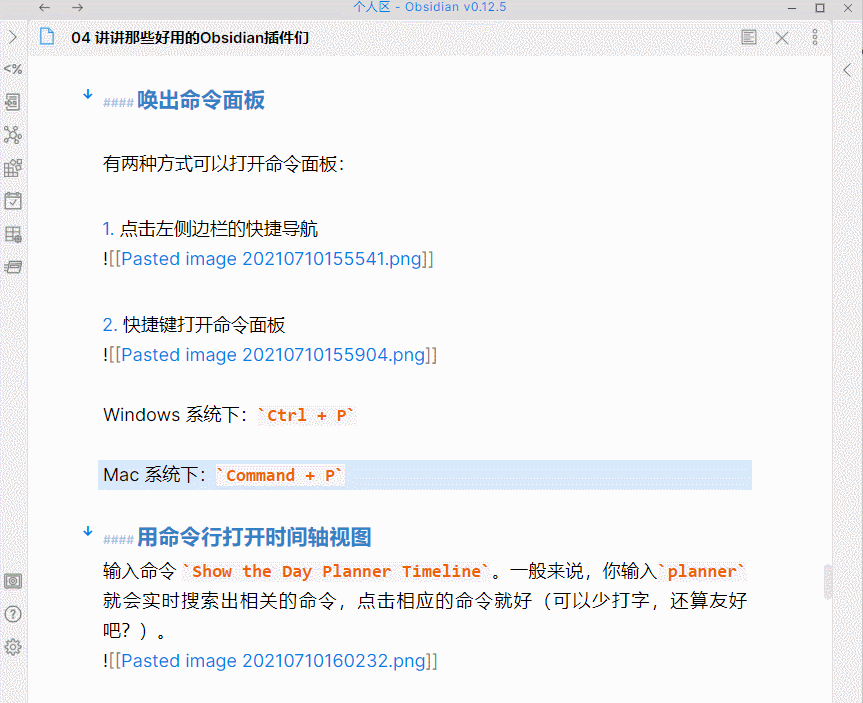 个人区 - Obsidian v0.12.5
04 讲讲那些好用的Obsidian插件们
<%
#### 唤出命令面板
有两种方式可以打开命令面板：
1. 点击左侧边栏的快捷导航
![[Pasted image 20210710155541.png]]
2. 快捷键打开命令面板
![[Pasted image 20210710155904.png]]
Windows 系统下：`Ctrl + P`
Mac 系统下：`Command + P`
#### 用命令行打开时间轴视图
输入命令 `Show the Day Planner Timeline`。一般来说，你输入`planner`
就会实时搜索出相关的命令，点击相应的命令就好（可以少打字，还算友好
吧？）。
![[Pasted image 20210710160232.png]]